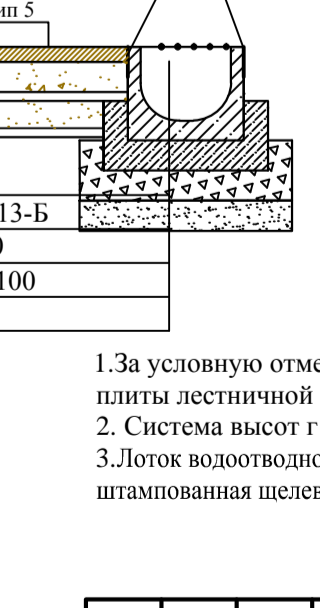 ип 5
13-Б
0
100
1.За условную отме
плиты лестничной
2. Система высот г
3.Лоток водоотводно
штампованная щелев